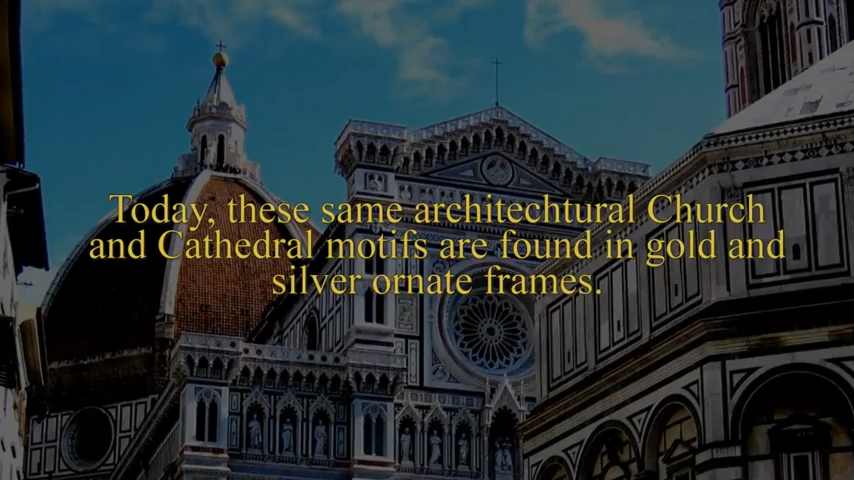 Today, these same architechtural Church
and Cathedral motifs are found in gold and
silver ornate frames.